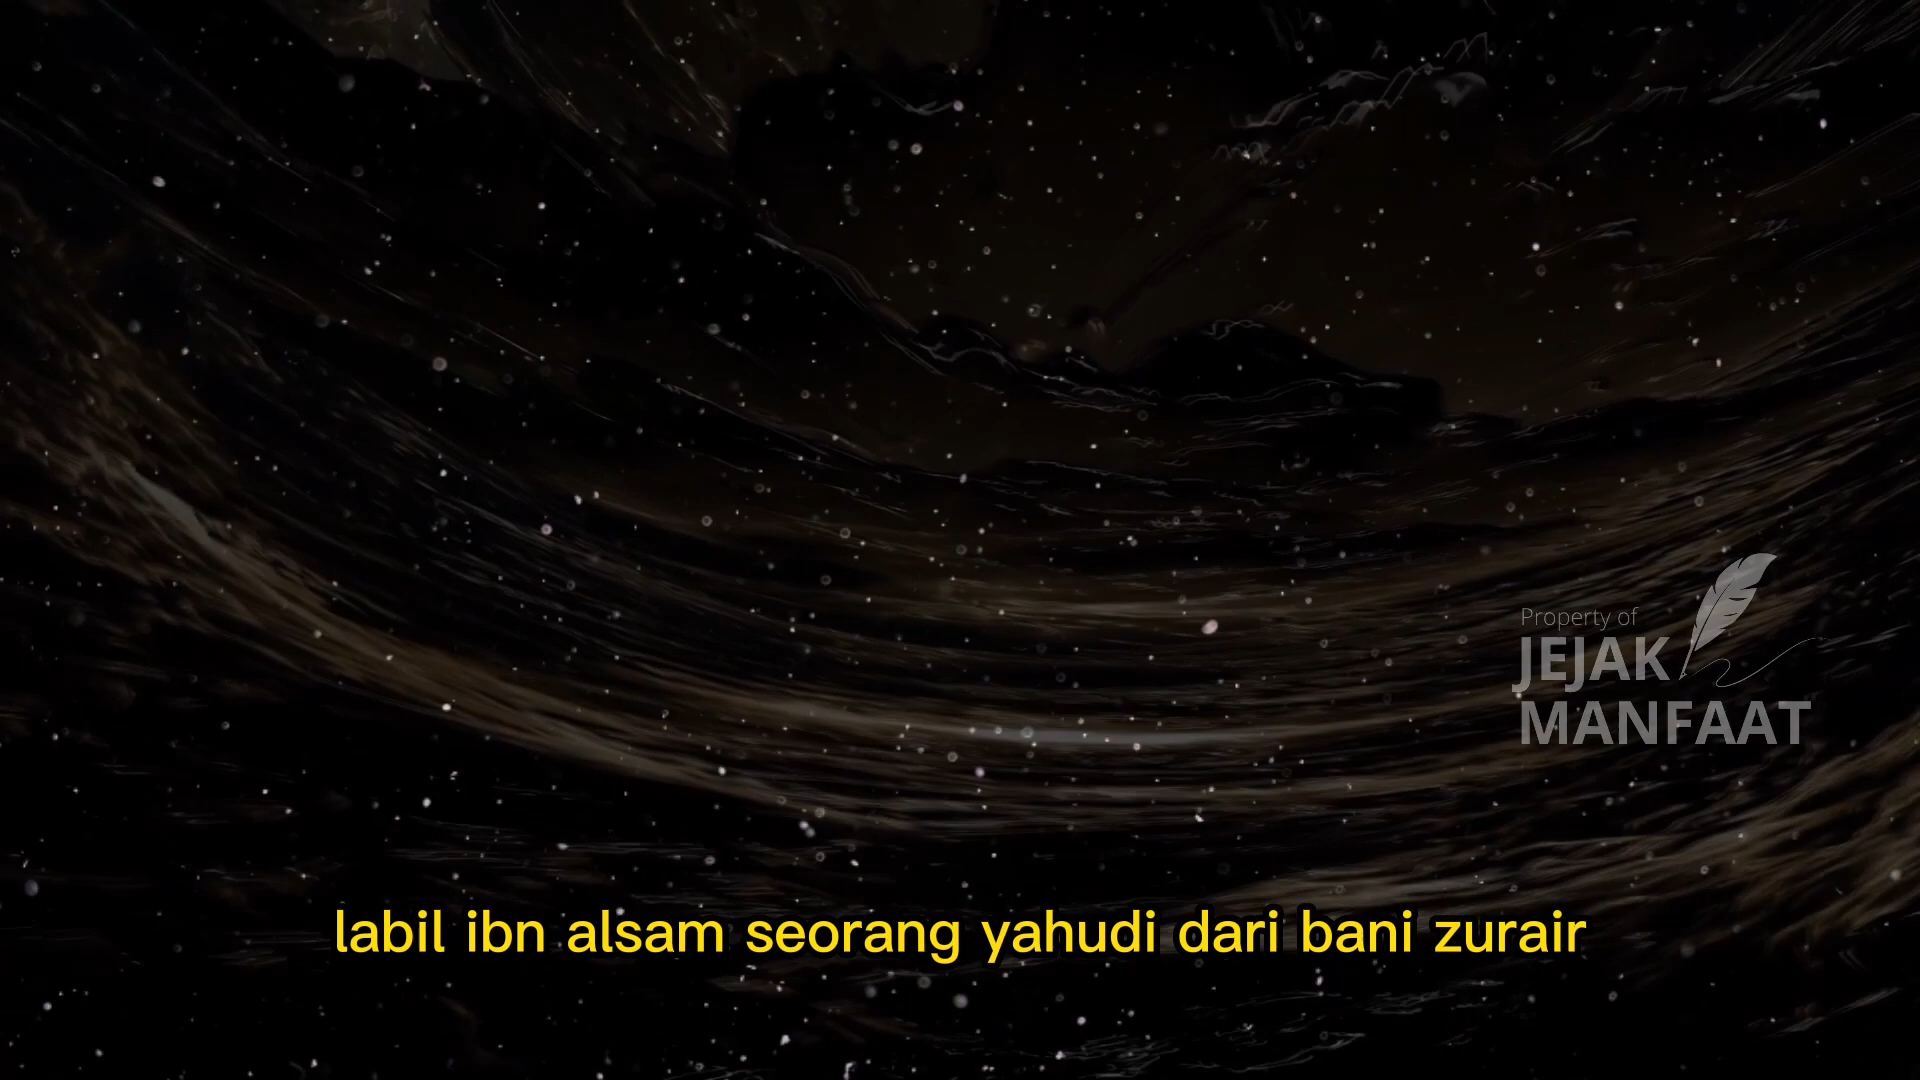 Property of
JEJAK
MANFAAT
labil ibn alsam seorang yahudi dari bani zurair